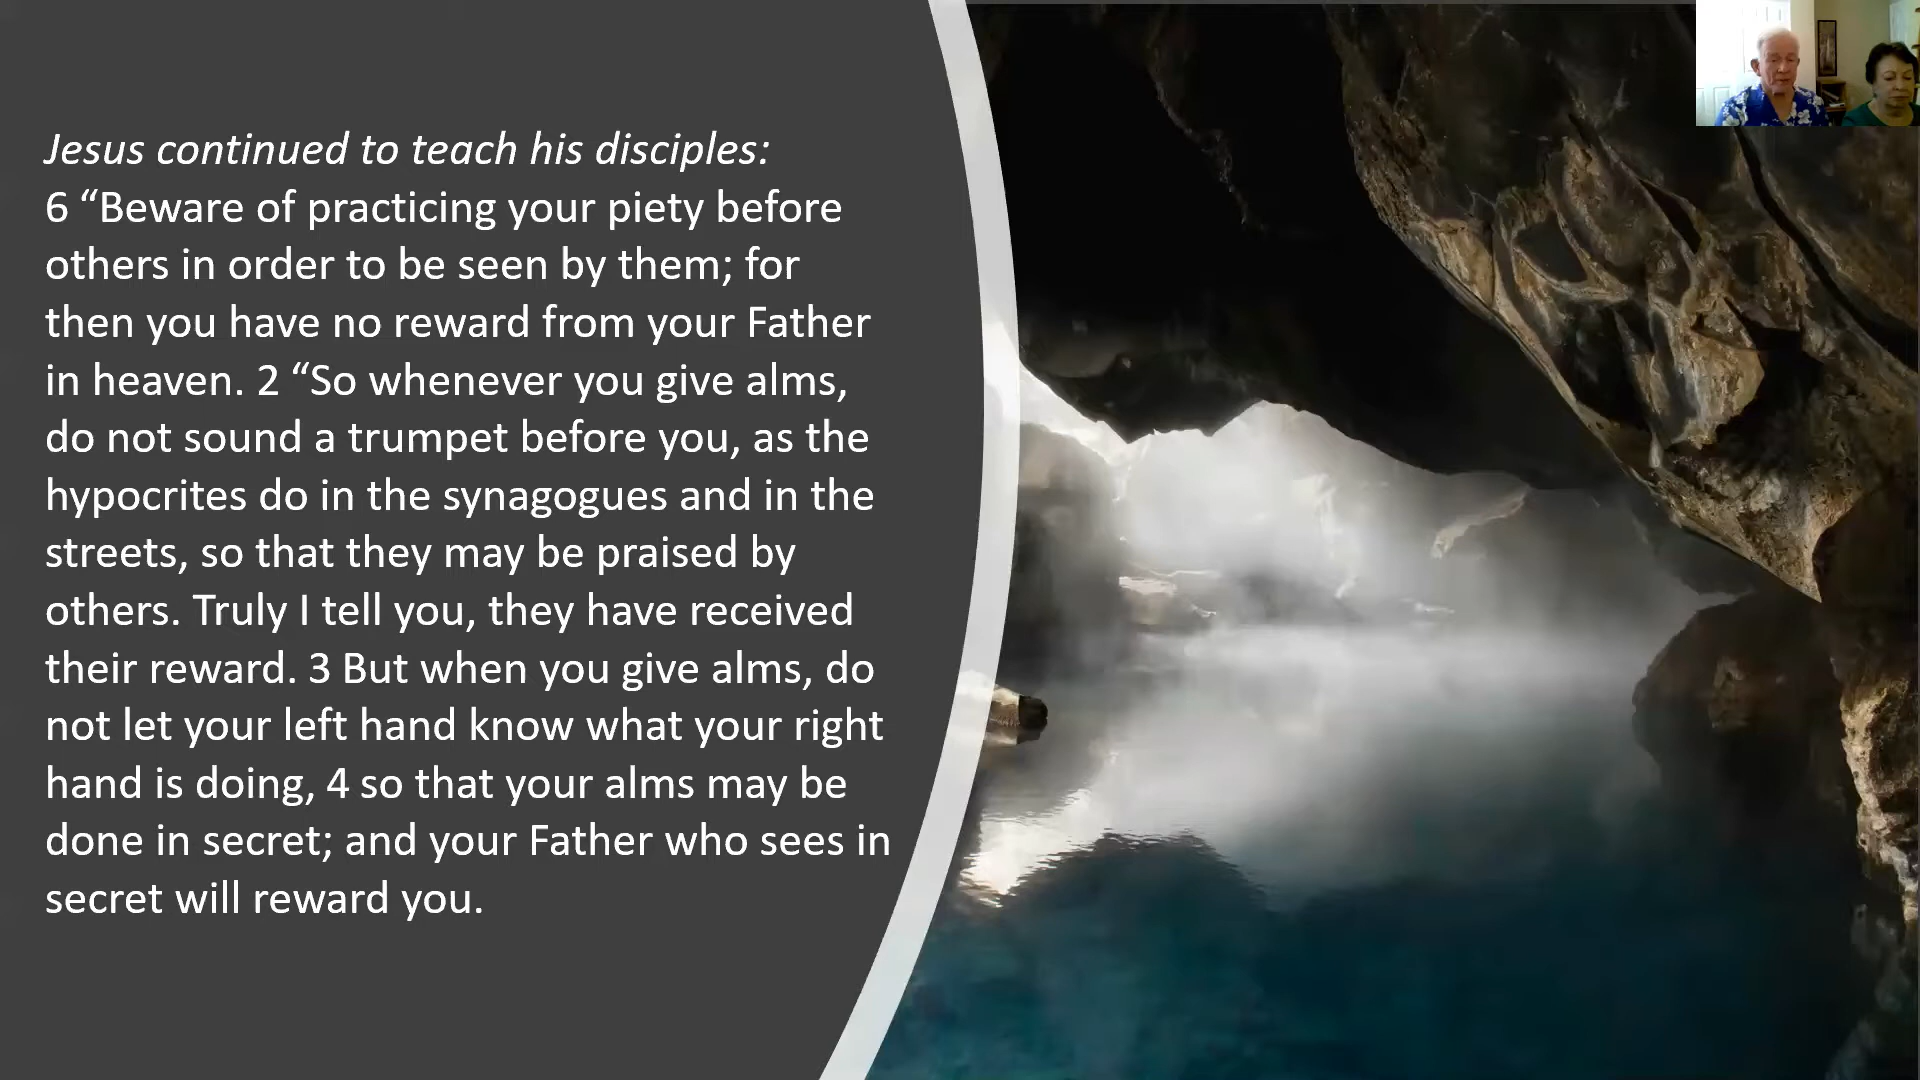 Jesus continued to teach his disciples:
6 “Beware of practicing your piety before
others in order to be seen by them; for
then you have no reward from your Father
in heaven. 2 “So whenever you give alms,
do not sound a trumpet before you, as the
hypocrites do in the synagogues and in the
streets, so that they may be praised by
others. Truly I tell you, they have received
their reward. 3 But when you give alms, do
not let your left hand know what your right
hand is doing, 4 so that your alms may be
done in secret; and your Father who sees in
secret will reward you.